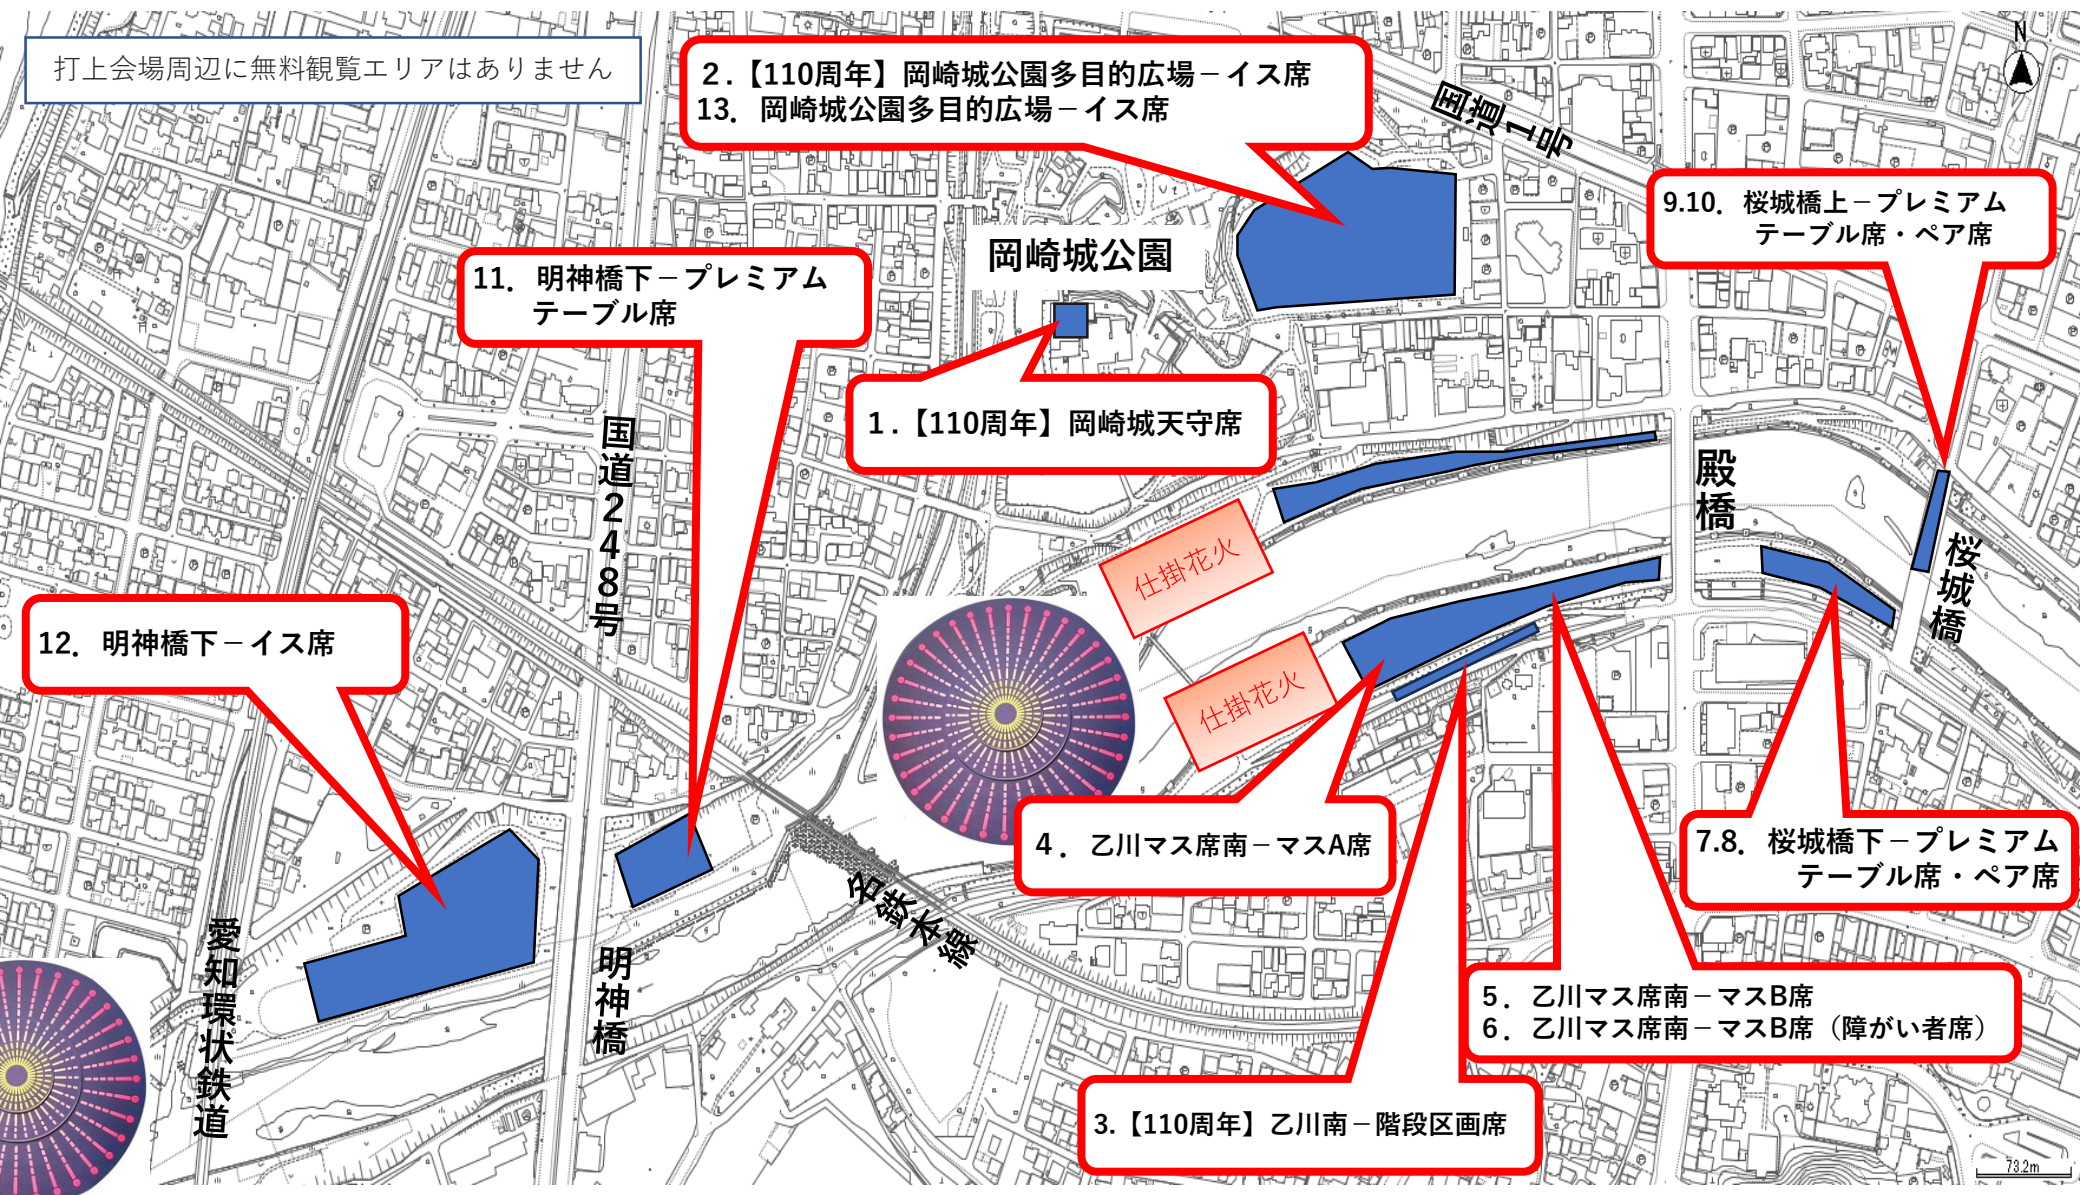 打上会場周辺に無料観覧エリアはありません
2.【110周年】岡崎城公園多目的広場－イス席
13. 岡崎城公園多目的広場－イス席
国道1号
N
9.10. 桜城橋上－プレミアム
テーブル席・ペア席
岡崎城公園
11. 明神橋下－プレミアム
テーブル席
1.【110周年】岡崎城天守席
国道248号
殿橋
桜城橋
仕掛花火
仕掛花火
12. 明神橋下－イス席
4. 乙川マス席南－マスA席
7.8. 桜城橋下－プレミアム
テーブル席・ペア席
名鉄本線
愛知環状鉄道
明神橋
5. 乙川マス席南－マスB席
6. 乙川マス席南－マスB席（障がい者席）
3.【110周年】乙川南－階段区画席
73.2m